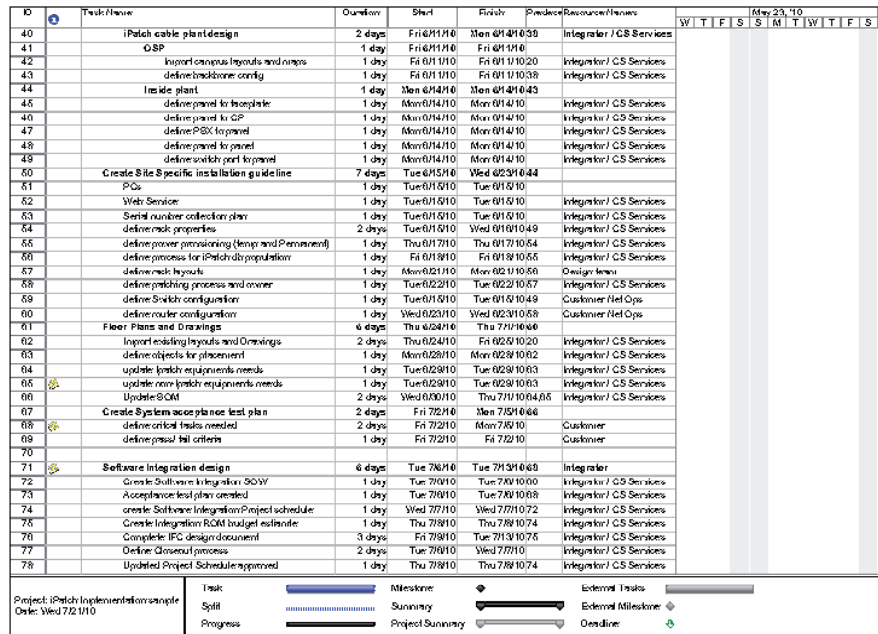 ID Task Name Duration Start Finish Predece Resource Names May 23, '10
W T F S S M T W T F S
40 iPatch cable plant design 2 days Fri 6/11/10 Mon 6/14/10 38 Integrator / CS Services
41 OSP 1 day Fri 6/11/10 Fri 6/11/10
42 Import campus layouts and maps 1 day Fri 6/11/10 Fri 6/11/10 20 Integrator / CS Services
43 define backbone config 1 day Fri 6/11/10 Fri 6/11/10 38 Integrator / CS Services
44 Inside plant 1 day Mon 6/14/10 Mon 6/14/10 43
45 define panel to faceplate 1 day Mon 6/14/10 Mon 6/14/10 Integrator / CS Services
46 define panel to CP 1 day Mon 6/14/10 Mon 6/14/10 Integrator / CS Services
47 define PBX to panel 1 day Mon 6/14/10 Mon 6/14/10 Integrator / CS Services
48 define panel to panel 1 day Mon 6/14/10 Mon 6/14/10 Integrator / CS Services
49 define switch port to panel 1 day Mon 6/14/10 Mon 6/14/10 Integrator / CS Services
50 Create Site Specific installation guideline 7 days Tue 6/15/10 Wed 6/23/10 44
51 PCs 1 day Tue 6/15/10 Tue 6/15/10
52 Web Server 1 day Tue 6/15/10 Tue 6/15/10 Integrator / CS Services
53 Serial number collection plan 1 day Tue 6/15/10 Tue 6/15/10 Integrator / CS Services
54 define rack properties 2 days Tue 6/15/10 Wed 6/16/10 49 Integrator / CS Services
55 define power provisioning (temp and Permanent) 1 day Thu 6/17/10 Thu 6/17/10 54 Integrator / CS Services
56 define process for iPatch db population 1 day Fri 6/18/10 Fri 6/18/10 55 Integrator / CS Services
57 define rack layouts 1 day Mon 6/21/10 Mon 6/21/10 56 Design team
58 define patching process and owner 1 day Tue 6/22/10 Tue 6/22/10 57 Integrator / CS Services
59 define Switch configuration 1 day Tue 6/15/10 Tue 6/15/10 49 Customer Net Ops
60 define router configuration 1 day Wed 6/23/10 Wed 6/23/10 58 Customer Net Ops
61 Floor Plans and Drawings 6 days Thu 6/24/10 Thu 7/1/10 60
62 Import existing layouts and Drawings 2 days Thu 6/24/10 Fri 6/25/10 20 Integrator / CS Services
63 define objects for placement 1 day Mon 6/28/10 Mon 6/28/10 62 Integrator / CS Services
64 update Ipatch equipments needs 1 day Tue 6/29/10 Tue 6/29/10 63 Integrator / CS Services
65 update non Ipatch equipments needs 1 day Tue 6/29/10 Tue 6/29/10 63 Integrator / CS Services
66 Update BOM 2 days Wed 6/30/10 Thu 7/1/10 64,65 Integrator / CS Services
67 Create System acceptance test plan 2 days Fri 7/2/10 Mon 7/5/10 66
68 define critcal tasks needed 2 days Fri 7/2/10 Mon 7/5/10 Customer
69 define pass/ fail criteria 1 day Fri 7/2/10 Fri 7/2/10 Customer
70
71 Software Integration design 6 days Tue 7/6/10 Tue 7/13/10 69 Integrator
72 Create Software Integration SOW 1 day Tue 7/6/10 Tue 7/6/10 60 Integrator / CS Services
73 Acceptance test plan created 1 day Tue 7/6/10 Tue 7/6/10 68 Integrator / CS Services
74 create Software Integration Project schedule 1 day Wed 7/7/10 Wed 7/7/10 72 Integrator / CS Services
75 Create Integration ROM budget estimate 1 day Thu 7/8/10 Thu 7/8/10 74 Integrator / CS Services
76 Complete IFC design document 3 days Fri 7/9/10 Tue 7/13/10 75 Integrator / CS Services
77 Define Closeout process 2 days Tue 7/6/10 Wed 7/7/10 Integrator / CS Services
78 Updated Project Schedule approved 1 day Thu 7/8/10 Thu 7/8/10 74 Integrator / CS Services
Project: iPatch Implementation sample
Date: Wed 7/21/10
Task Milestone External Tasks
Split Summary External Milestone
Progress Project Summary Deadline